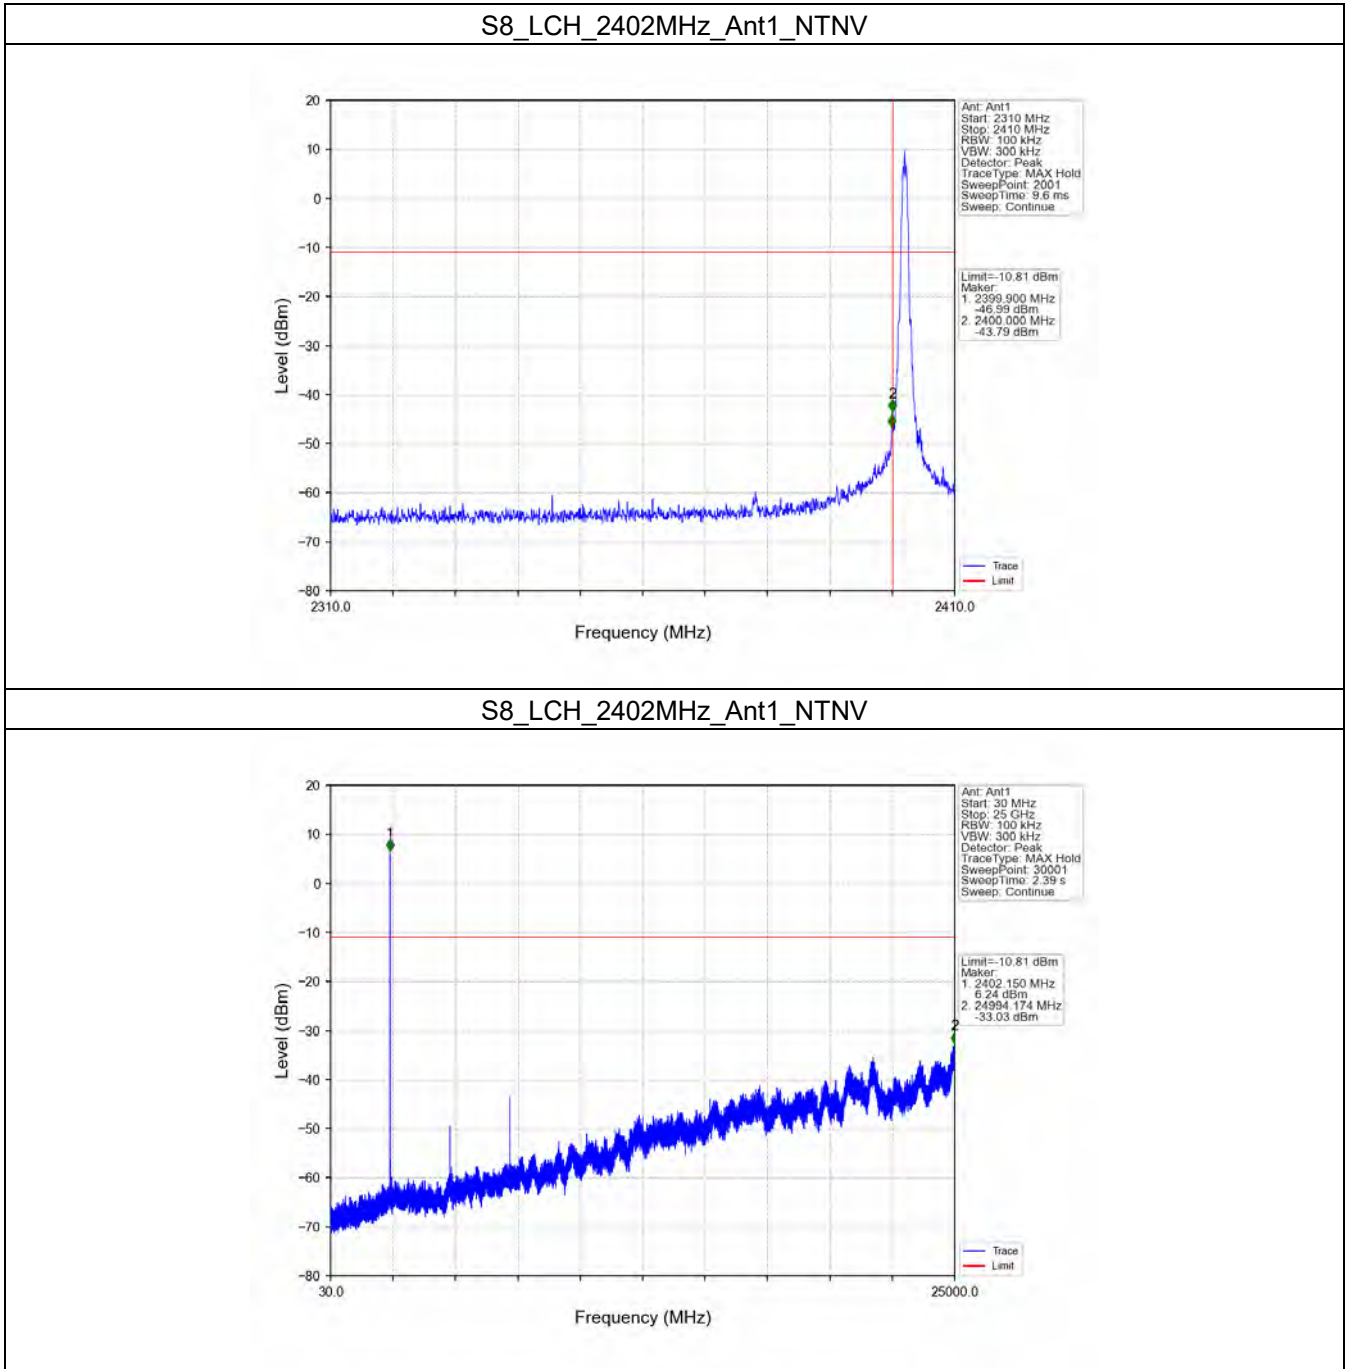 S8_LCH_2402MHz_Ant1_NTNV
20
10
0
−10
−20
−30
−40
−50
−60
−70
−80
Level (dBm)
2310.0
2410.0
Frequency (MHz)
2
Ant: Ant1
Start: 2310 MHz
Stop: 2410 MHz
RBW: 100 kHz
VBW: 300 kHz
Detector: Peak
TraceType: MAX Hold
SweepPoint: 2001
SweepTime: 9.6 ms
Sweep: Continue
Limit=-10.81 dBm
Maker:
1. 2399.900 MHz
-46.99 dBm
2. 2400.000 MHz
-43.79 dBm
Trace
Limit
S8_LCH_2402MHz_Ant1_NTNV
20
10
0
−10
−20
−30
−40
−50
−60
−70
−80
Level (dBm)
30.0
25000.0
Frequency (MHz)
1
2
Ant: Ant1
Start: 30 MHz
Stop: 25 GHz
RBW: 100 kHz
VBW: 300 kHz
Detector: Peak
TraceType: MAX Hold
SweepPoint: 30001
SweepTime: 2.39 s
Sweep: Continue
Limit=-10.81 dBm
Maker:
1. 2402.150 MHz
6.24 dBm
2. 24994.174 MHz
-33.03 dBm
Trace
Limit